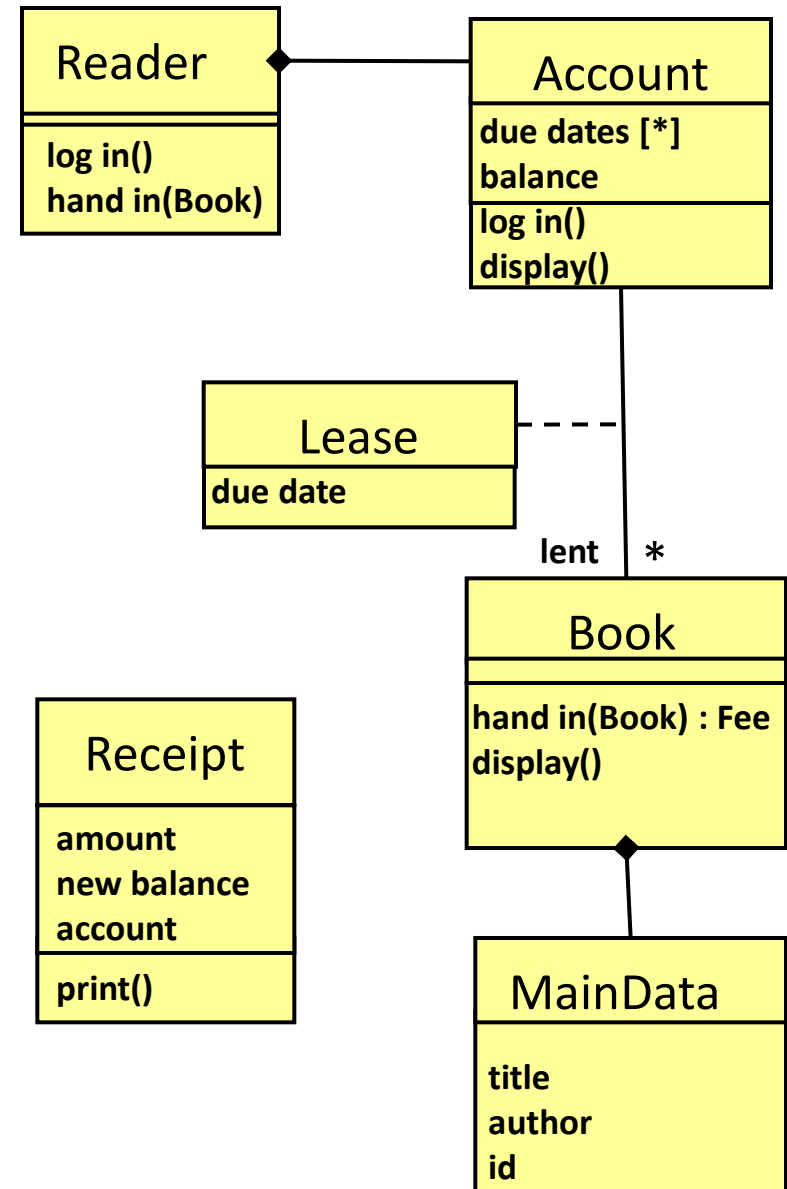 Reader
log in()
hand in(Book)
Account
due dates [*]
balance
log in()
display()
Lease
due date
lent *
Book
hand in(Book) : Fee
display()
Receipt
amount
new balance
account
print()
MainData
title
author
id